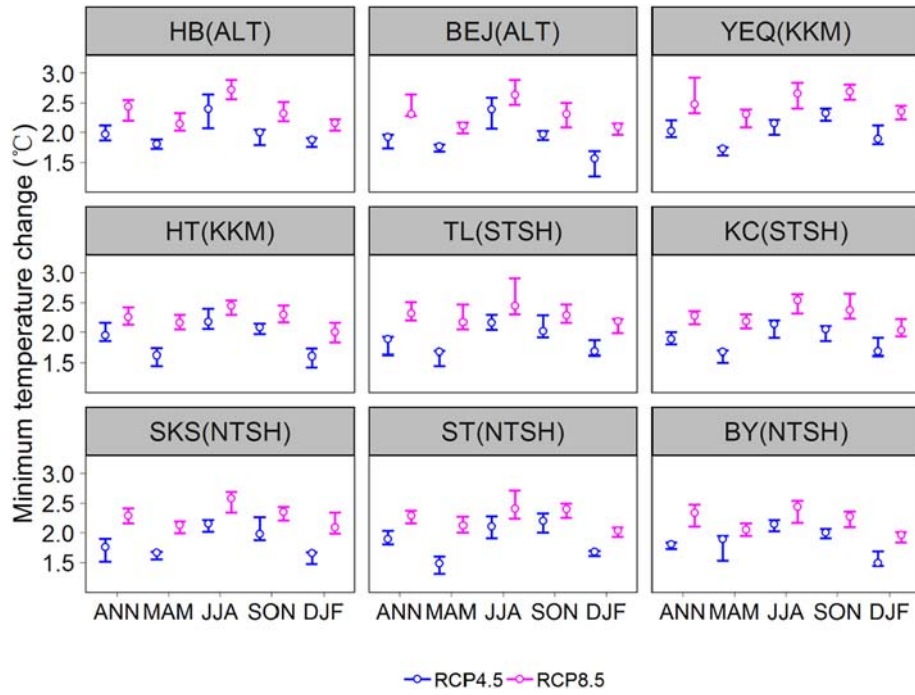 HB(ALT) BEJ(ALT) YEQ(KKM)
3.0
2.5
2.0
1.5
HT(KKM) TL(STSH) KC(STSH)
3.0
2.5
2.0
1.5
SKS(NTSH) ST(NTSH) BY(NTSH)
3.0
2.5
2.0
1.5
Minimum temperature change (℃)
ANN MAM JJA SON DJF ANN MAM JJA SON DJF ANN MAM JJA SON DJF
RCP4.5 RCP8.5